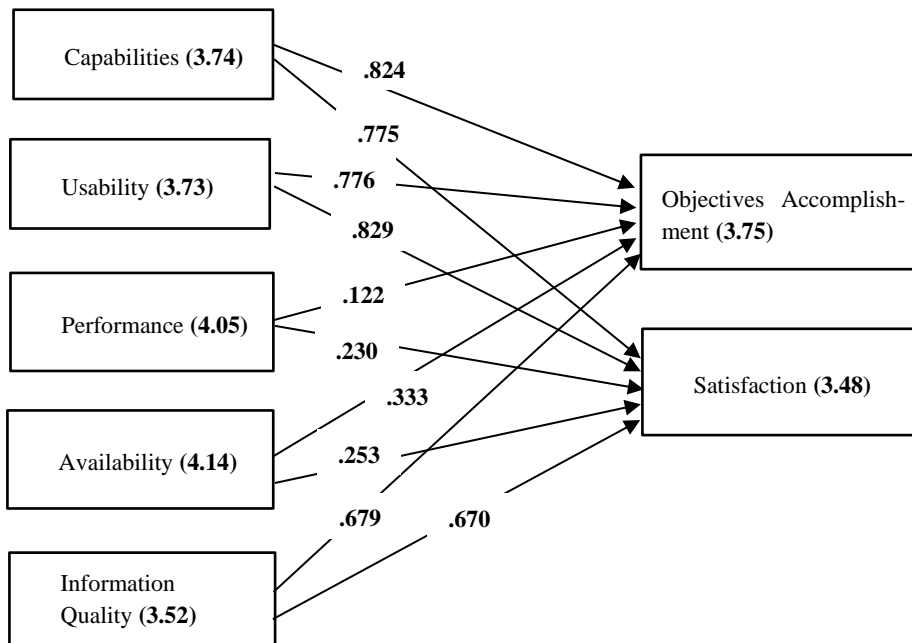 Capabilities (3.74)
.824
.775
Usability (3.73)
.776
.829
Objectives Accomplish-
ment (3.75)
Performance (4.05)
.122
.230
Satisfaction (3.48)
.333
Availability (4.14)
.253
.679
.670
Information
Quality (3.52)